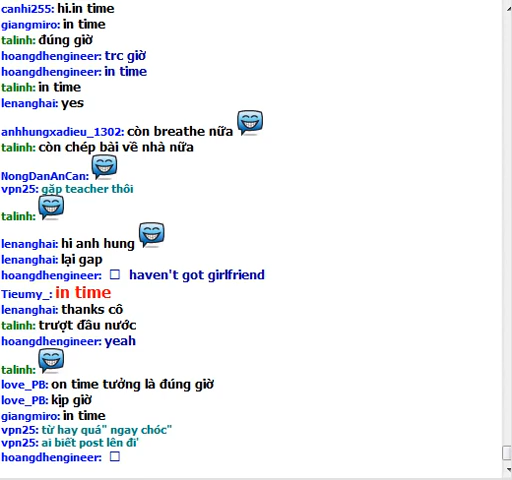 canhi255: hi.in time
giangmiro: in time
talinh: đúng giờ
hoangdhengineer: trc giờ
hoangdhengineer: in time
talinh: in time
lenanghai: yes
anhhungxadieu_1302: còn breathe nữa
talinh: còn chép bài về nhà nữa
NongDanAnCan:
vpn25: gặp teacher thôi
talinh:
lenanghai: hi anh hung
lenanghai: lại gap
hoangdhengineer: □ haven't got girlfriend
Tieumy_: in time
lenanghai: thanks cô
talinh: trượt đâu nước
hoangdhengineer: yeah
talinh:
love_PB: on time tưởng là đúng giờ
love_PB: kịp giờ
giangmiro: in time
vpn25: từ hay quá" ngay chóc"
vpn25: ai biết post lên đi'
hoangdhengineer: □